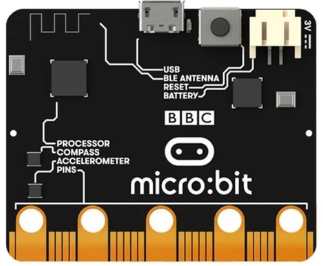 3V
USB
BLE ANTENNA
RESET
BATTERY
BBC
PROCESSOR
COMPASS
ACCELEROMETER
PINS
micro:bit